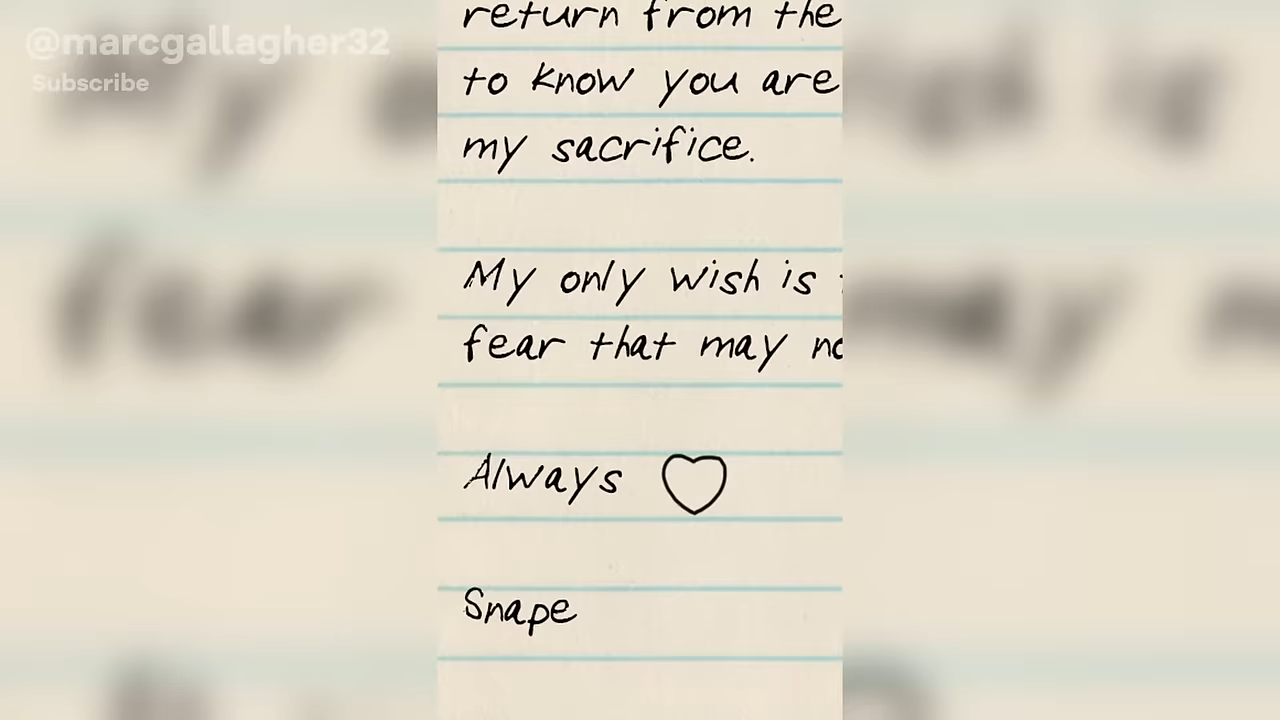 @marcgallagher32
Subscribe
return from the
to know you are
my sacrifice.
My only wish is
fear that may
Always
Snape